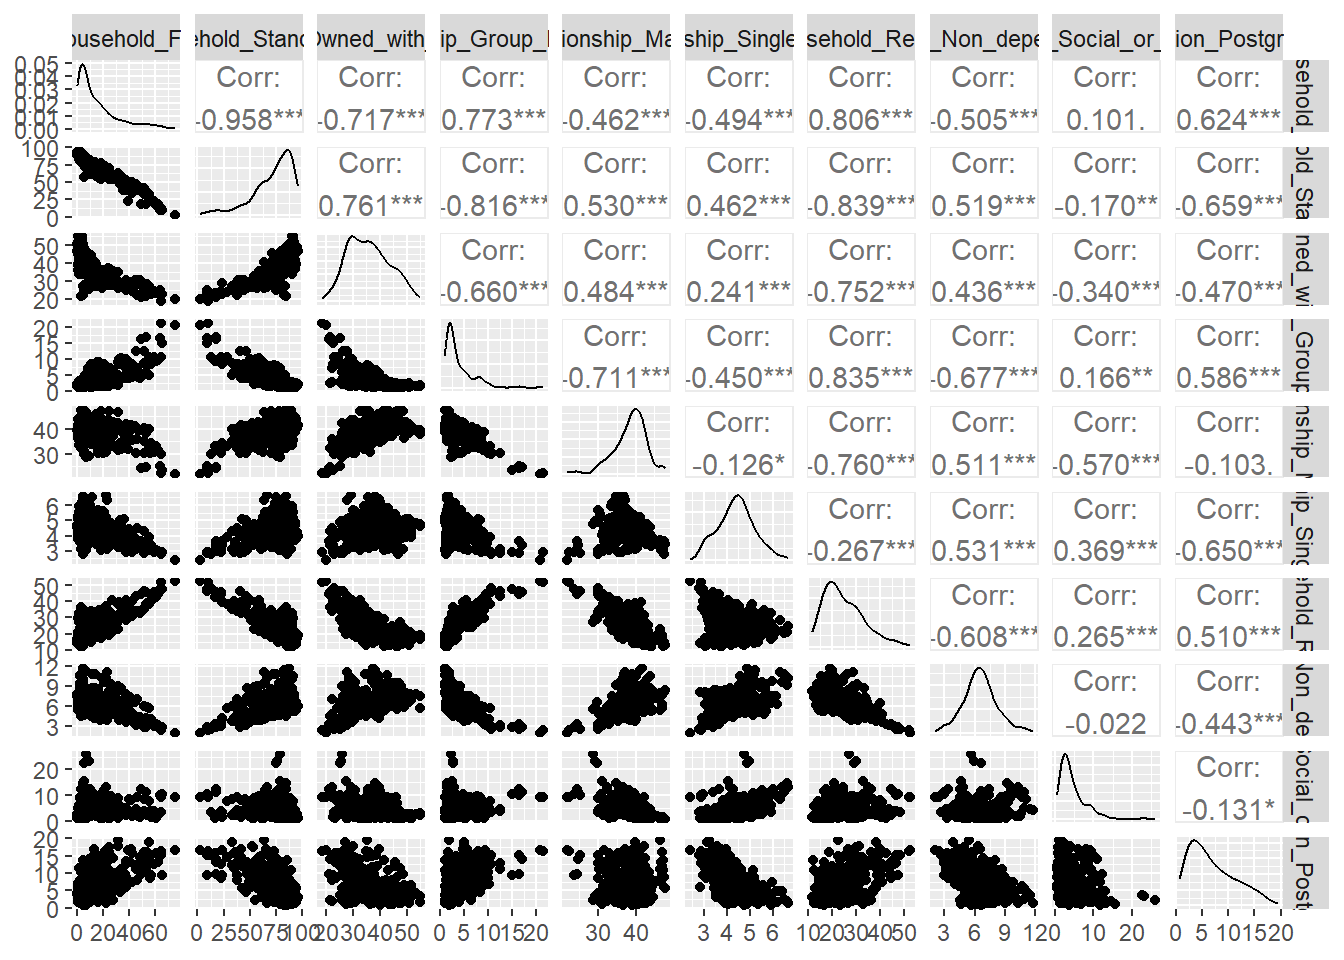 ousehold_F ehold_Stand Owned_with_ ip_Group_ ionship_Ma ship_Single sehold_Re _Non_depe _Social_or_ ion_Postgr
0.05
0.04
0.03
0.02
0.01
0.00
Corr: Corr: Corr: Corr: Corr: Corr: Corr: Corr: Corr:
-0.958*** -0.717*** 0.773*** -0.462*** -0.494*** 0.806*** -0.505*** 0.101. 0.624***
sehold_
100
75
50
25
0
Corr: Corr: Corr: Corr: Corr: Corr: Corr: Corr:
0.761*** -0.816*** 0.530*** 0.462*** -0.839*** 0.519*** -0.170** -0.659***
old_Sta
50
40
30
20
Corr: Corr: Corr: Corr: Corr: Corr: Corr:
-0.660*** 0.484*** 0.241*** -0.752*** 0.436*** -0.340*** -0.470***
ned_wi
20
15
10
5
0
Corr: Corr: Corr: Corr: Corr: Corr:
-0.711*** -0.450*** 0.835*** -0.677*** 0.166** 0.586***
_Group
40
30
Corr: Corr: Corr: Corr: Corr:
-0.126* -0.760*** 0.511*** -0.570*** -0.103.
nship_
6
5
4
3
Corr: Corr: Corr: Corr:
-0.267*** 0.531*** 0.369*** -0.650***
ip_Sing
50
40
30
20
10
Corr: Corr: Corr:
-0.608*** 0.265*** 0.510***
hold_R
12
9
6
3
Corr: Corr:
-0.022 -0.443***
Non_de
20
10
0
Corr:
-0.131*
Social_
20
15
10
5
0
n_Post
0 20 40 60 0 25 50 75 100 20 30 40 50 0 5 10 15 20 30 40 3 4 5 6 10 20 30 40 50 3 6 9 12 0 10 20 0 5 10 15 20